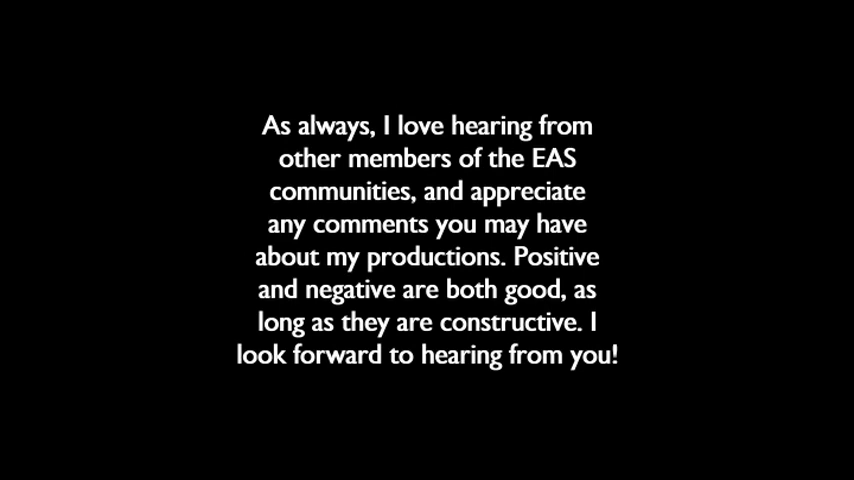 As always, I love hearing from
other members of the EAS
communities, and appreciate
any comments you may have
about my productions. Positive
and negative are both good, as
long as they are constructive. I
look forward to hearing from you!